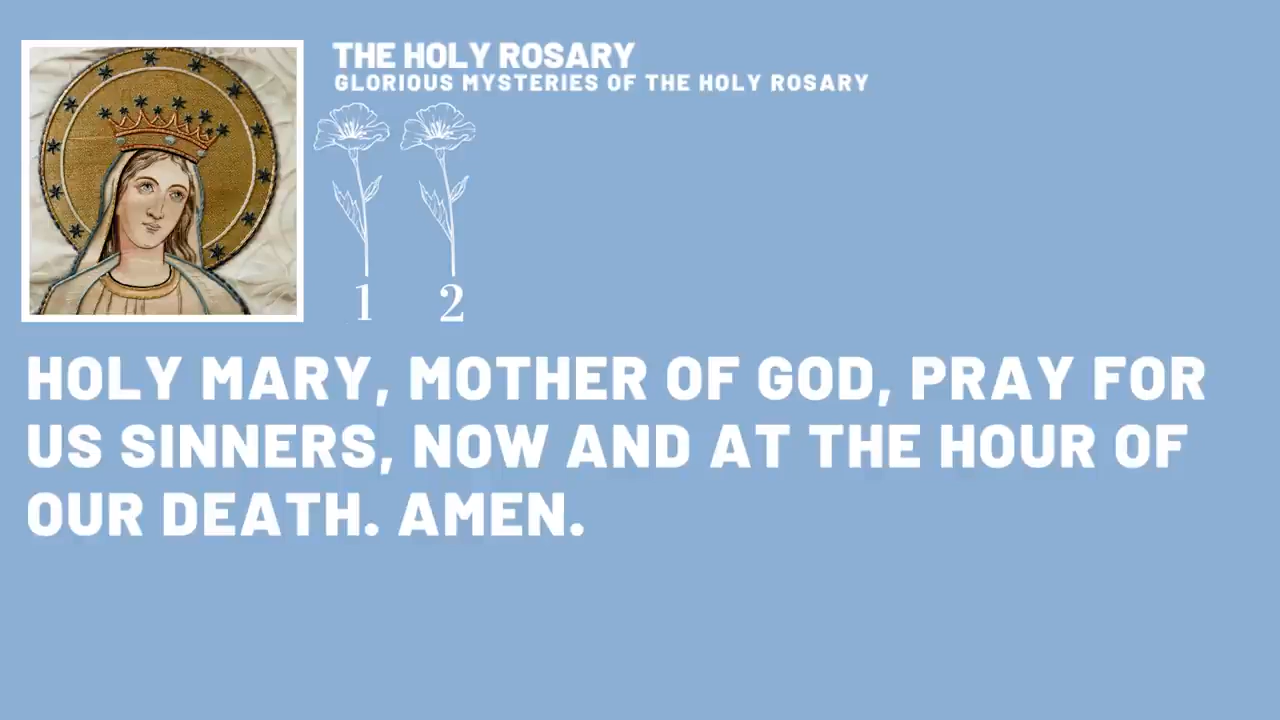 THE HOLY ROSARY
GLORIOUS MYSTERIES OF THE HOLY ROSARY
1 2
HOLY MARY, MOTHER OF GOD, PRAY FOR
US SINNERS, NOW AND AT THE HOUR OF
OUR DEATH. AMEN.